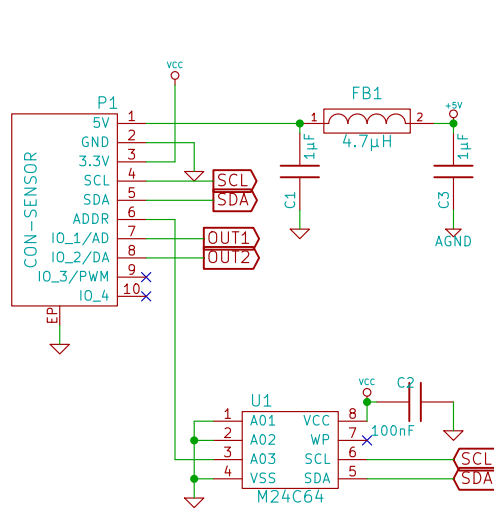 VCC
P1
CON-SENSOR
5V 1
GND 2
3.3V 3
SCL 4
SDA 5
ADDR 6
IO_1/AD 7
IO_2/DA 8
IO_3/PWM 9
IO_4 10
EP
SCL
SDA
OUT1
OUT2
FB1
1 2
4.7µH
+5V
1µF
C1
1µF
C3
AGND
U1
1 A01
2 A02
3 A03
4 VSS
VCC 8
WP 7
SCL 6
SDA 5
M24C64
VCC
C2
100nF
SCL
SDA